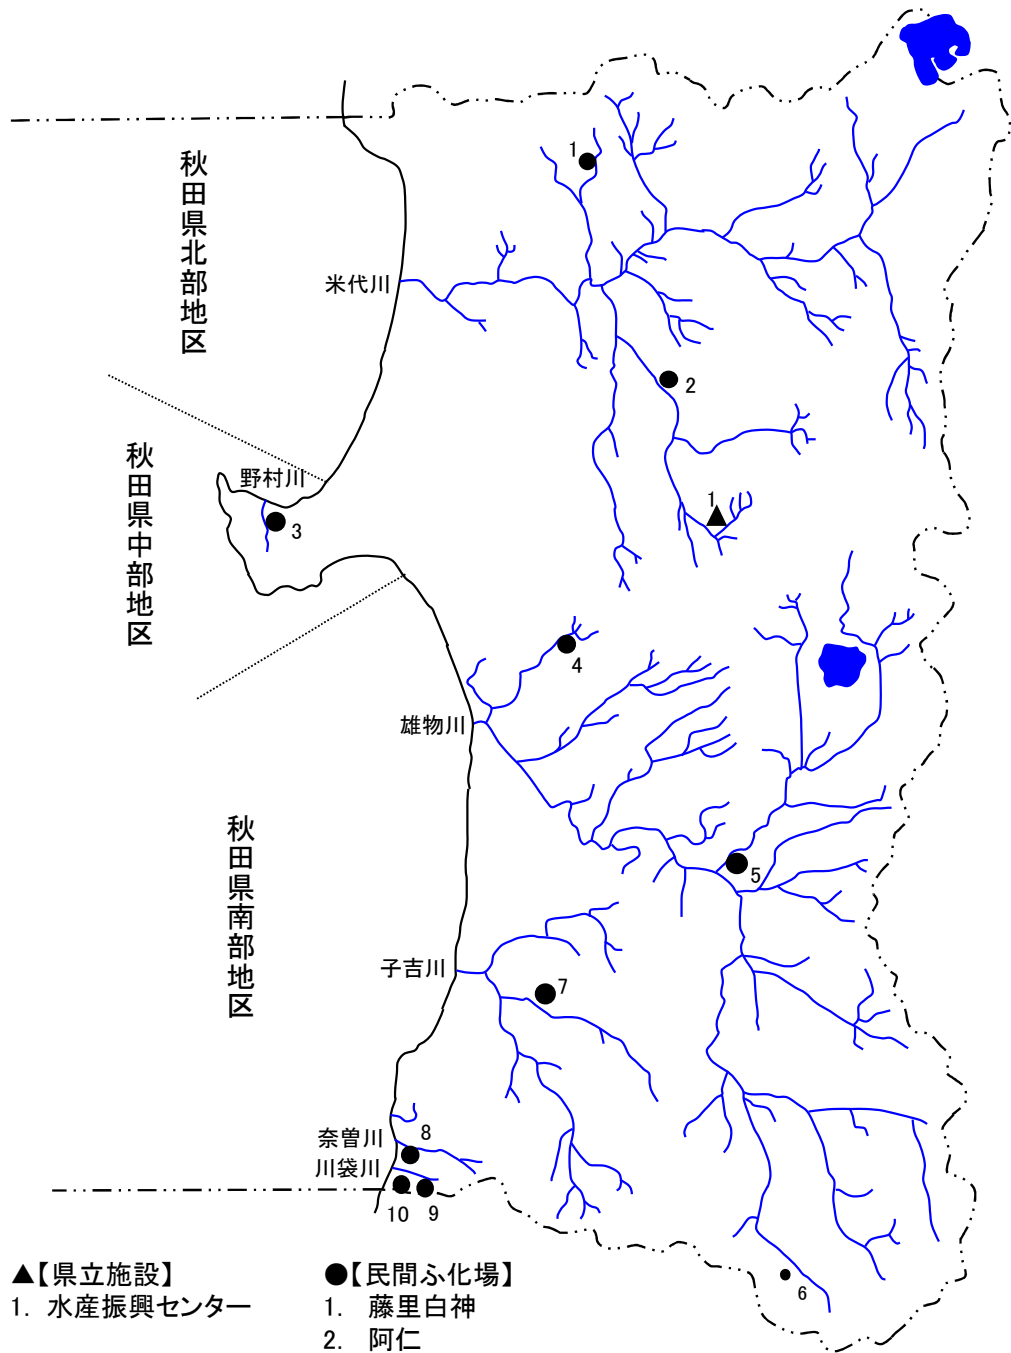 1
秋田県北部地区
米代川
2
野村川
秋田県中部地区
3
1
4
雄物川
秋田県南部地区
5
子吉川
7
奈曽川
8
川袋川
10
9
6
▲【県立施設】
1. 水産振興センター
●【民間ふ化場】
1. 藤里白神
2. 阿仁